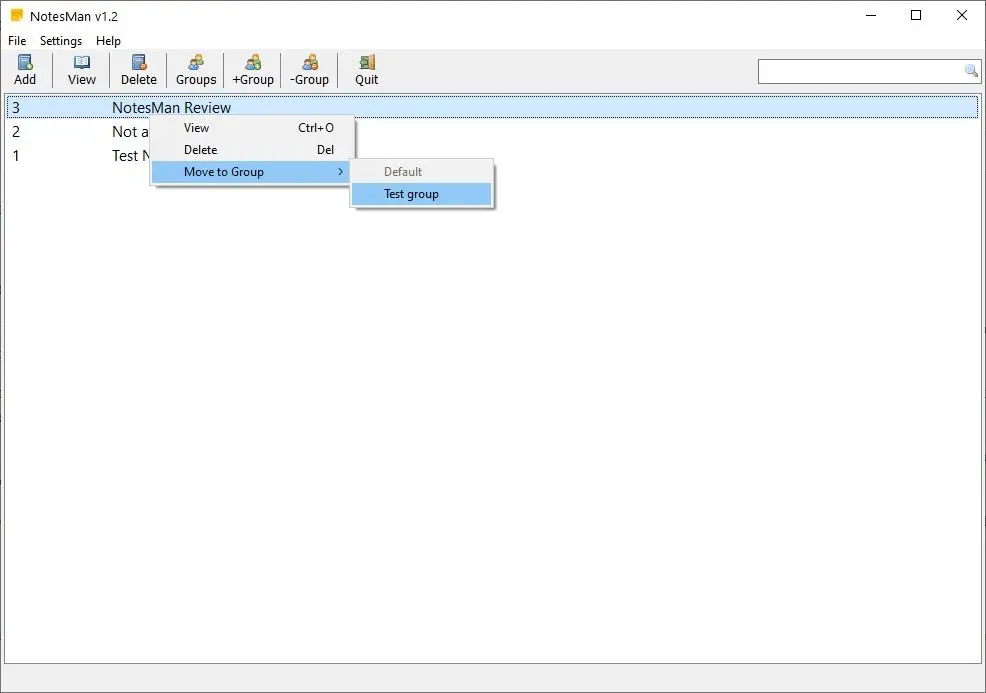 NotesMan v1.2
File Settings Help
Add View Delete Groups +Group -Group Quit
3 NotesMan Review
View Ctrl+O
2 Not a
Delete Del
1 Test
Move to Group
Default
Test group